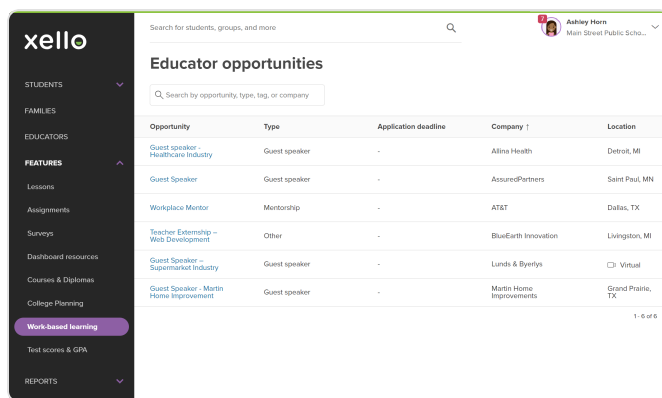 xello
STUDENTS
FAMILIES
EDUCATORS
FEATURES
Lessons
Assignments
Surveys
Dashboard resources
Courses & Diplomas
College Planning
Work-based learning
Test scores & GPA
REPORTS
Search for students, groups, and more
7
Ashley Horn
Main Street Public Scho...
Educator opportunities
Search by opportunity, type, tag, or company
Opportunity Type Application deadline Company ↑ Location
Guest speaker -
Healthcare Industry
Guest speaker - Allina Health Detroit, MI
Guest Speaker Guest speaker - AssuredPartners Saint Paul, MN
Workplace Mentor Mentorship - AT&T Dallas, TX
Teacher Externship –
Web Development
Other - BlueEarth Innovation Livingston, MI
Guest Speaker –
Supermarket Industry
Guest speaker - Lunds & Byerlys Virtual
Guest Speaker - Martin
Home Improvement
Guest speaker -
Martin Home
Improvements
Grand Prairie,
TX
1 - 6 of 6